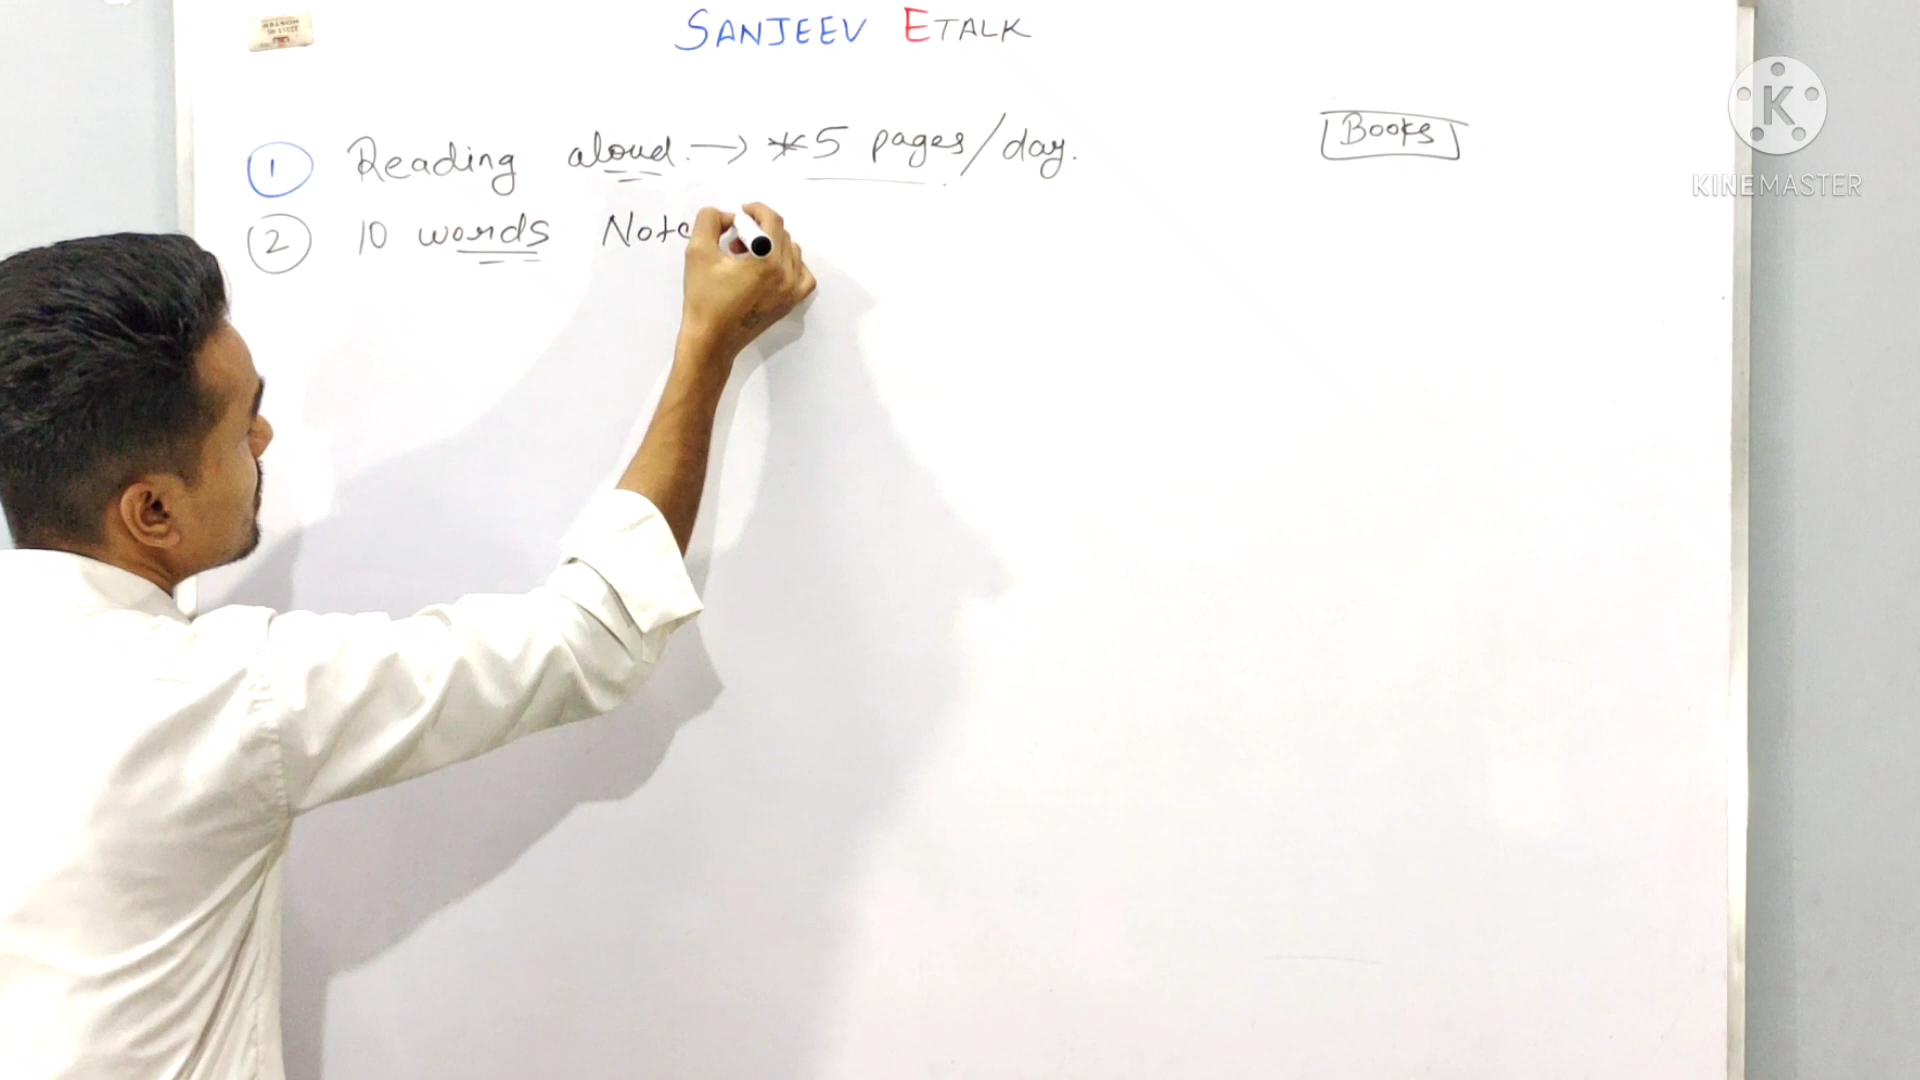 SANJEEV ETALK
Books
K
KINEMASTER
1 Reading aloud. → *5 pages/day.
2 10 words Note